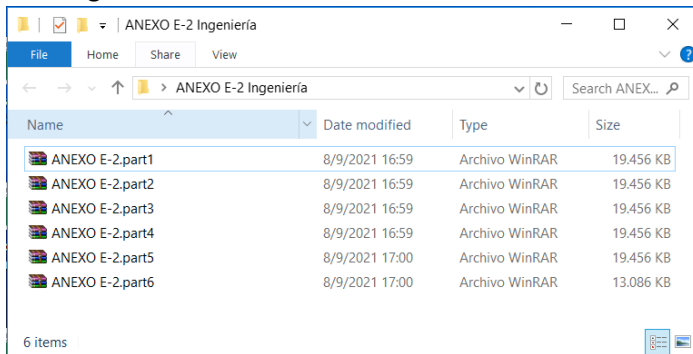 ANEXO E-2 Ingeniería
File Home Share View
ANEXO E-2 Ingeniería Search ANEX...
Name Date modified Type Size
ANEXO E-2.part1 8/9/2021 16:59 Archivo WinRAR 19.456 KB
ANEXO E-2.part2 8/9/2021 16:59 Archivo WinRAR 19.456 KB
ANEXO E-2.part3 8/9/2021 16:59 Archivo WinRAR 19.456 KB
ANEXO E-2.part4 8/9/2021 16:59 Archivo WinRAR 19.456 KB
ANEXO E-2.part5 8/9/2021 17:00 Archivo WinRAR 19.456 KB
ANEXO E-2.part6 8/9/2021 17:00 Archivo WinRAR 13.086 KB
6 items